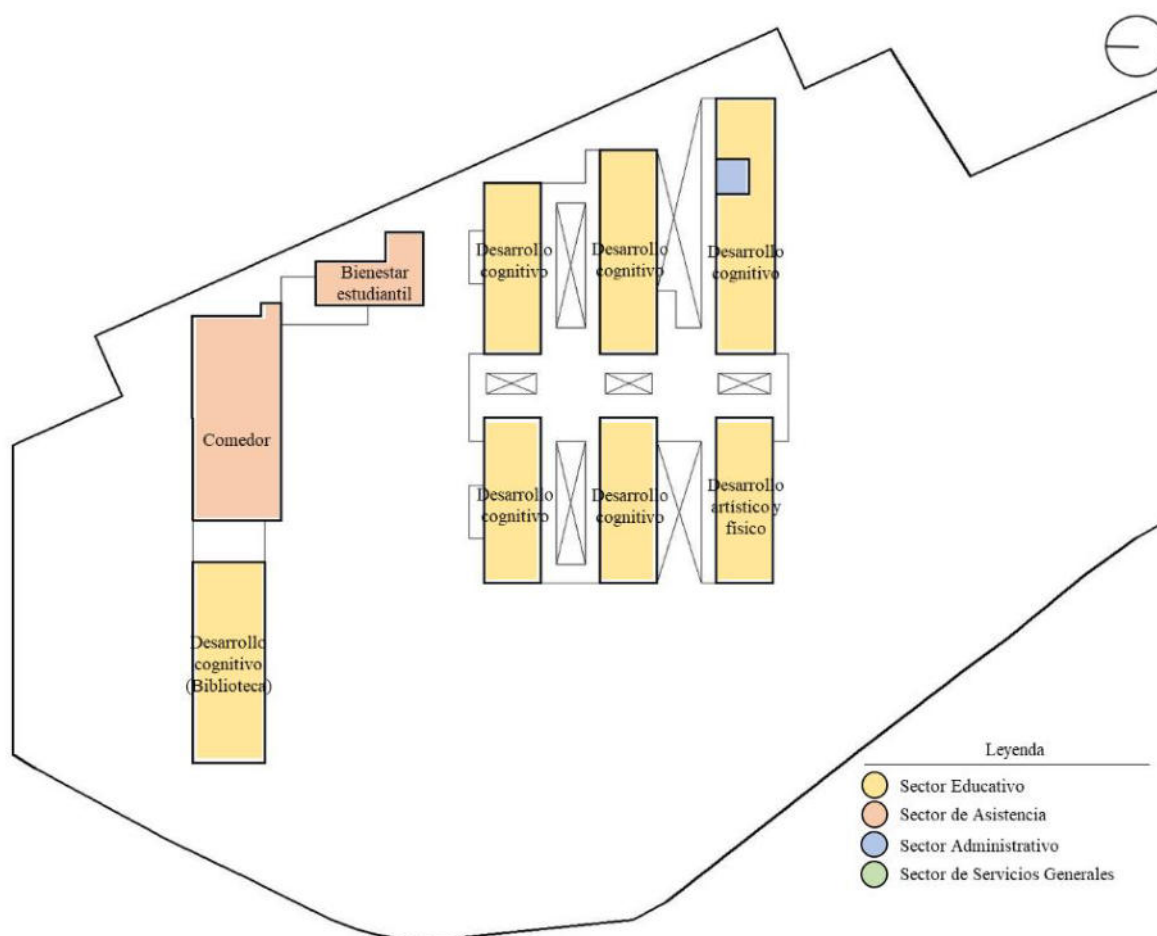 Desarrollo
cognitivo
Desarrollo
cognitivo
Desarrollo
cognitivo
Bienestar
estudiantil
Comedor
Desarrollo
cognitivo
Desarrollo
cognitivo
Desarrollo
artístico y
físico
Desarrollo
cognitivo
(Biblioteca)
Leyenda
Sector Educativo
Sector de Asistencia
Sector Administrativo
Sector de Servicios Generales